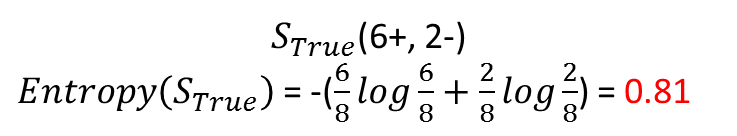 S_True(6+, 2-)
Entropy(S_True) = -(6/8 log 6/8 + 2/8 log 2/8) = 0.81